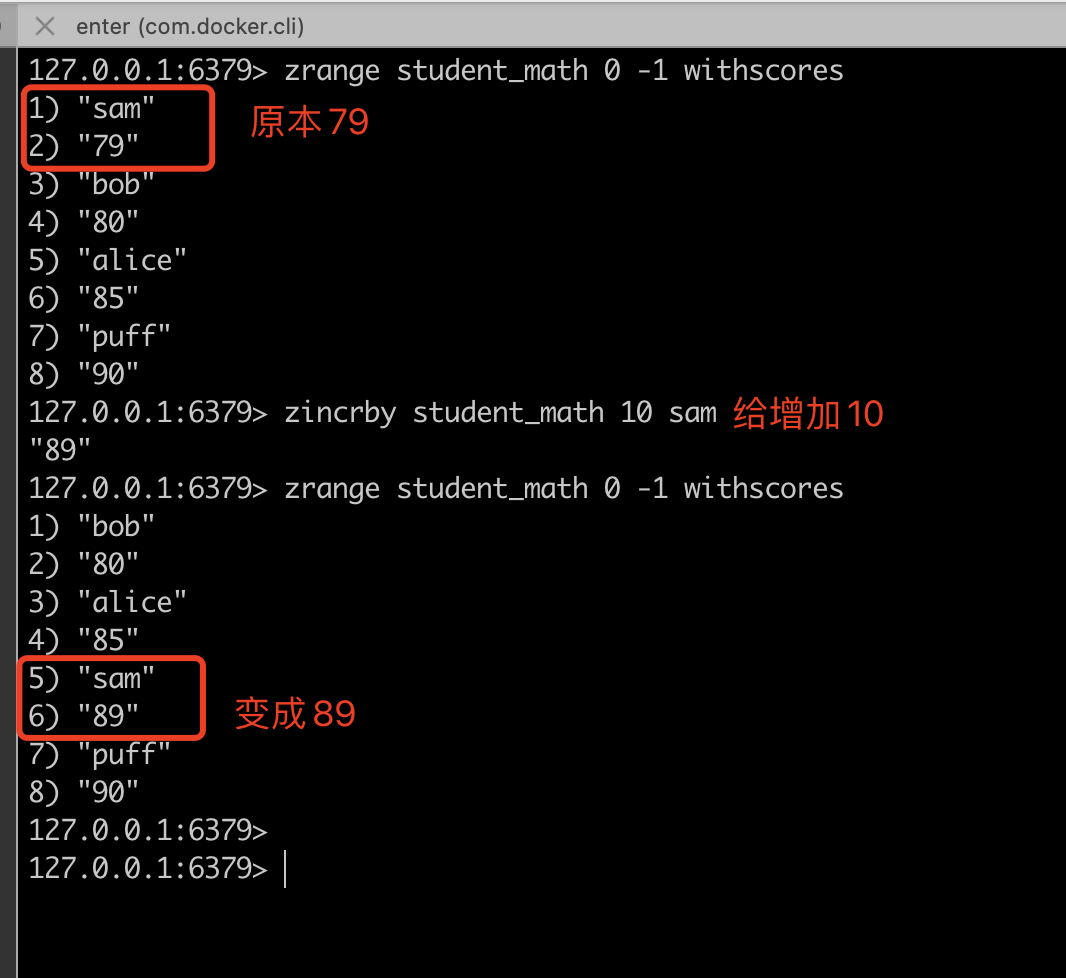 enter (com.docker.cli)
127.0.0.1:6379> zrange student_math 0 -1 withscores
1) "sam"
原本79
2) "79"
3) "bob"
4) "80"
5) "alice"
6) "85"
7) "puff"
8) "90"
127.0.0.1:6379> zincrby student_math 10 sam 给增加10
"89"
127.0.0.1:6379> zrange student_math 0 -1 withscores
1) "bob"
2) "80"
3) "alice"
4) "85"
5) "sam"
6) "89" 变成89
7) "puff"
8) "90"
127.0.0.1:6379>
127.0.0.1:6379>